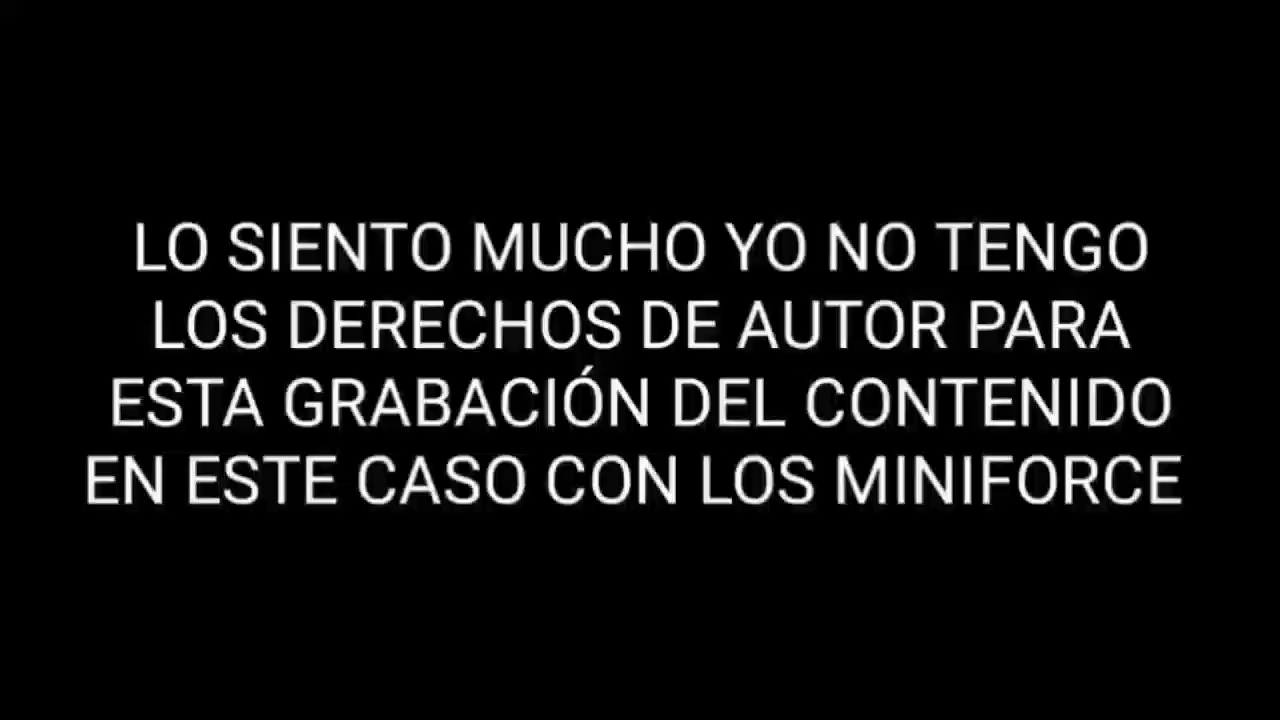 LO SIENTO MUCHO YO NO TENGO
LOS DERECHOS DE AUTOR PARA
ESTA GRABACIÓN DEL CONTENIDO
EN ESTE CASO CON LOS MINIFORCE